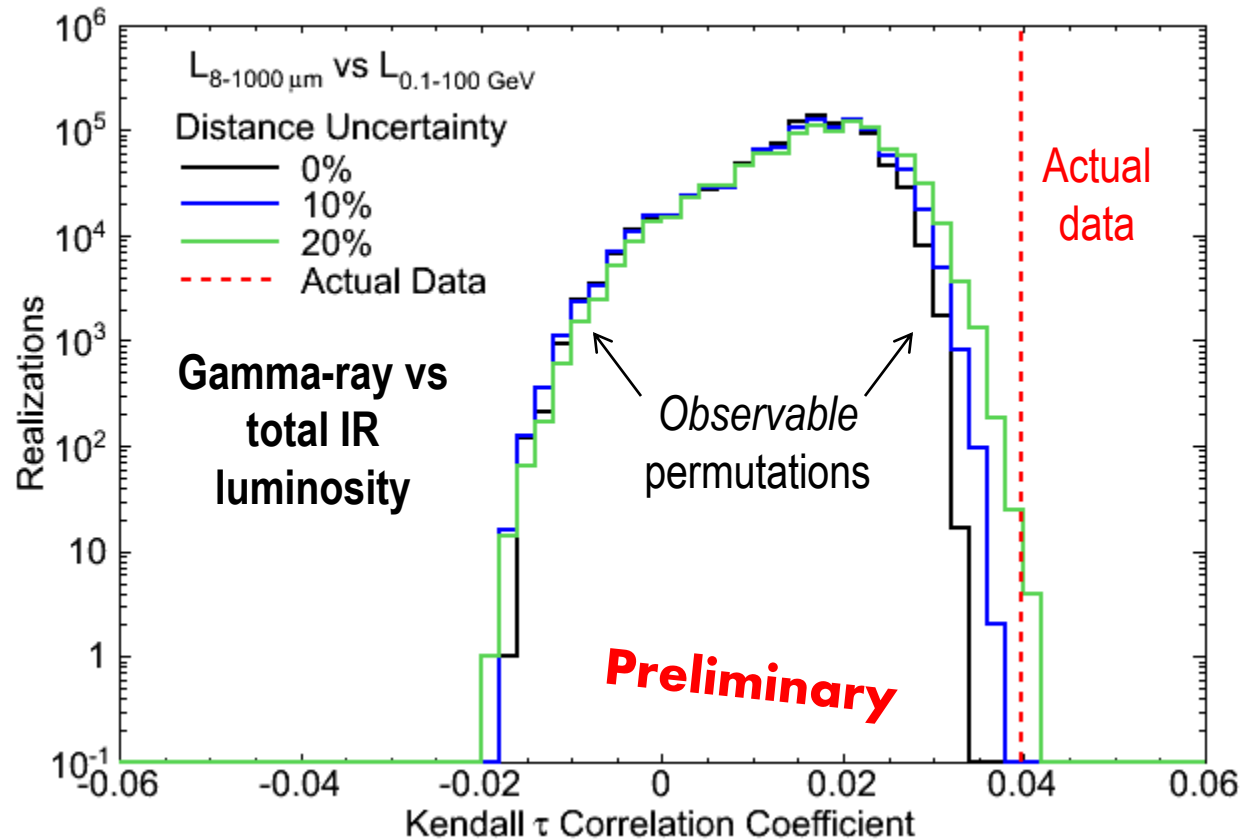 10^6
10^5
10^4
10^3
10^2
10
1
10^-1
Realizations
L_8-1000 μm vs L_0.1-100 GeV
Distance Uncertainty
0%
10%
20%
Actual Data
Gamma-ray vs
total IR
luminosity
Observable
permutations
Actual
data
Preliminary
-0.06 -0.04 -0.02 0 0.02 0.04 0.06
Kendall τ Correlation Coefficient